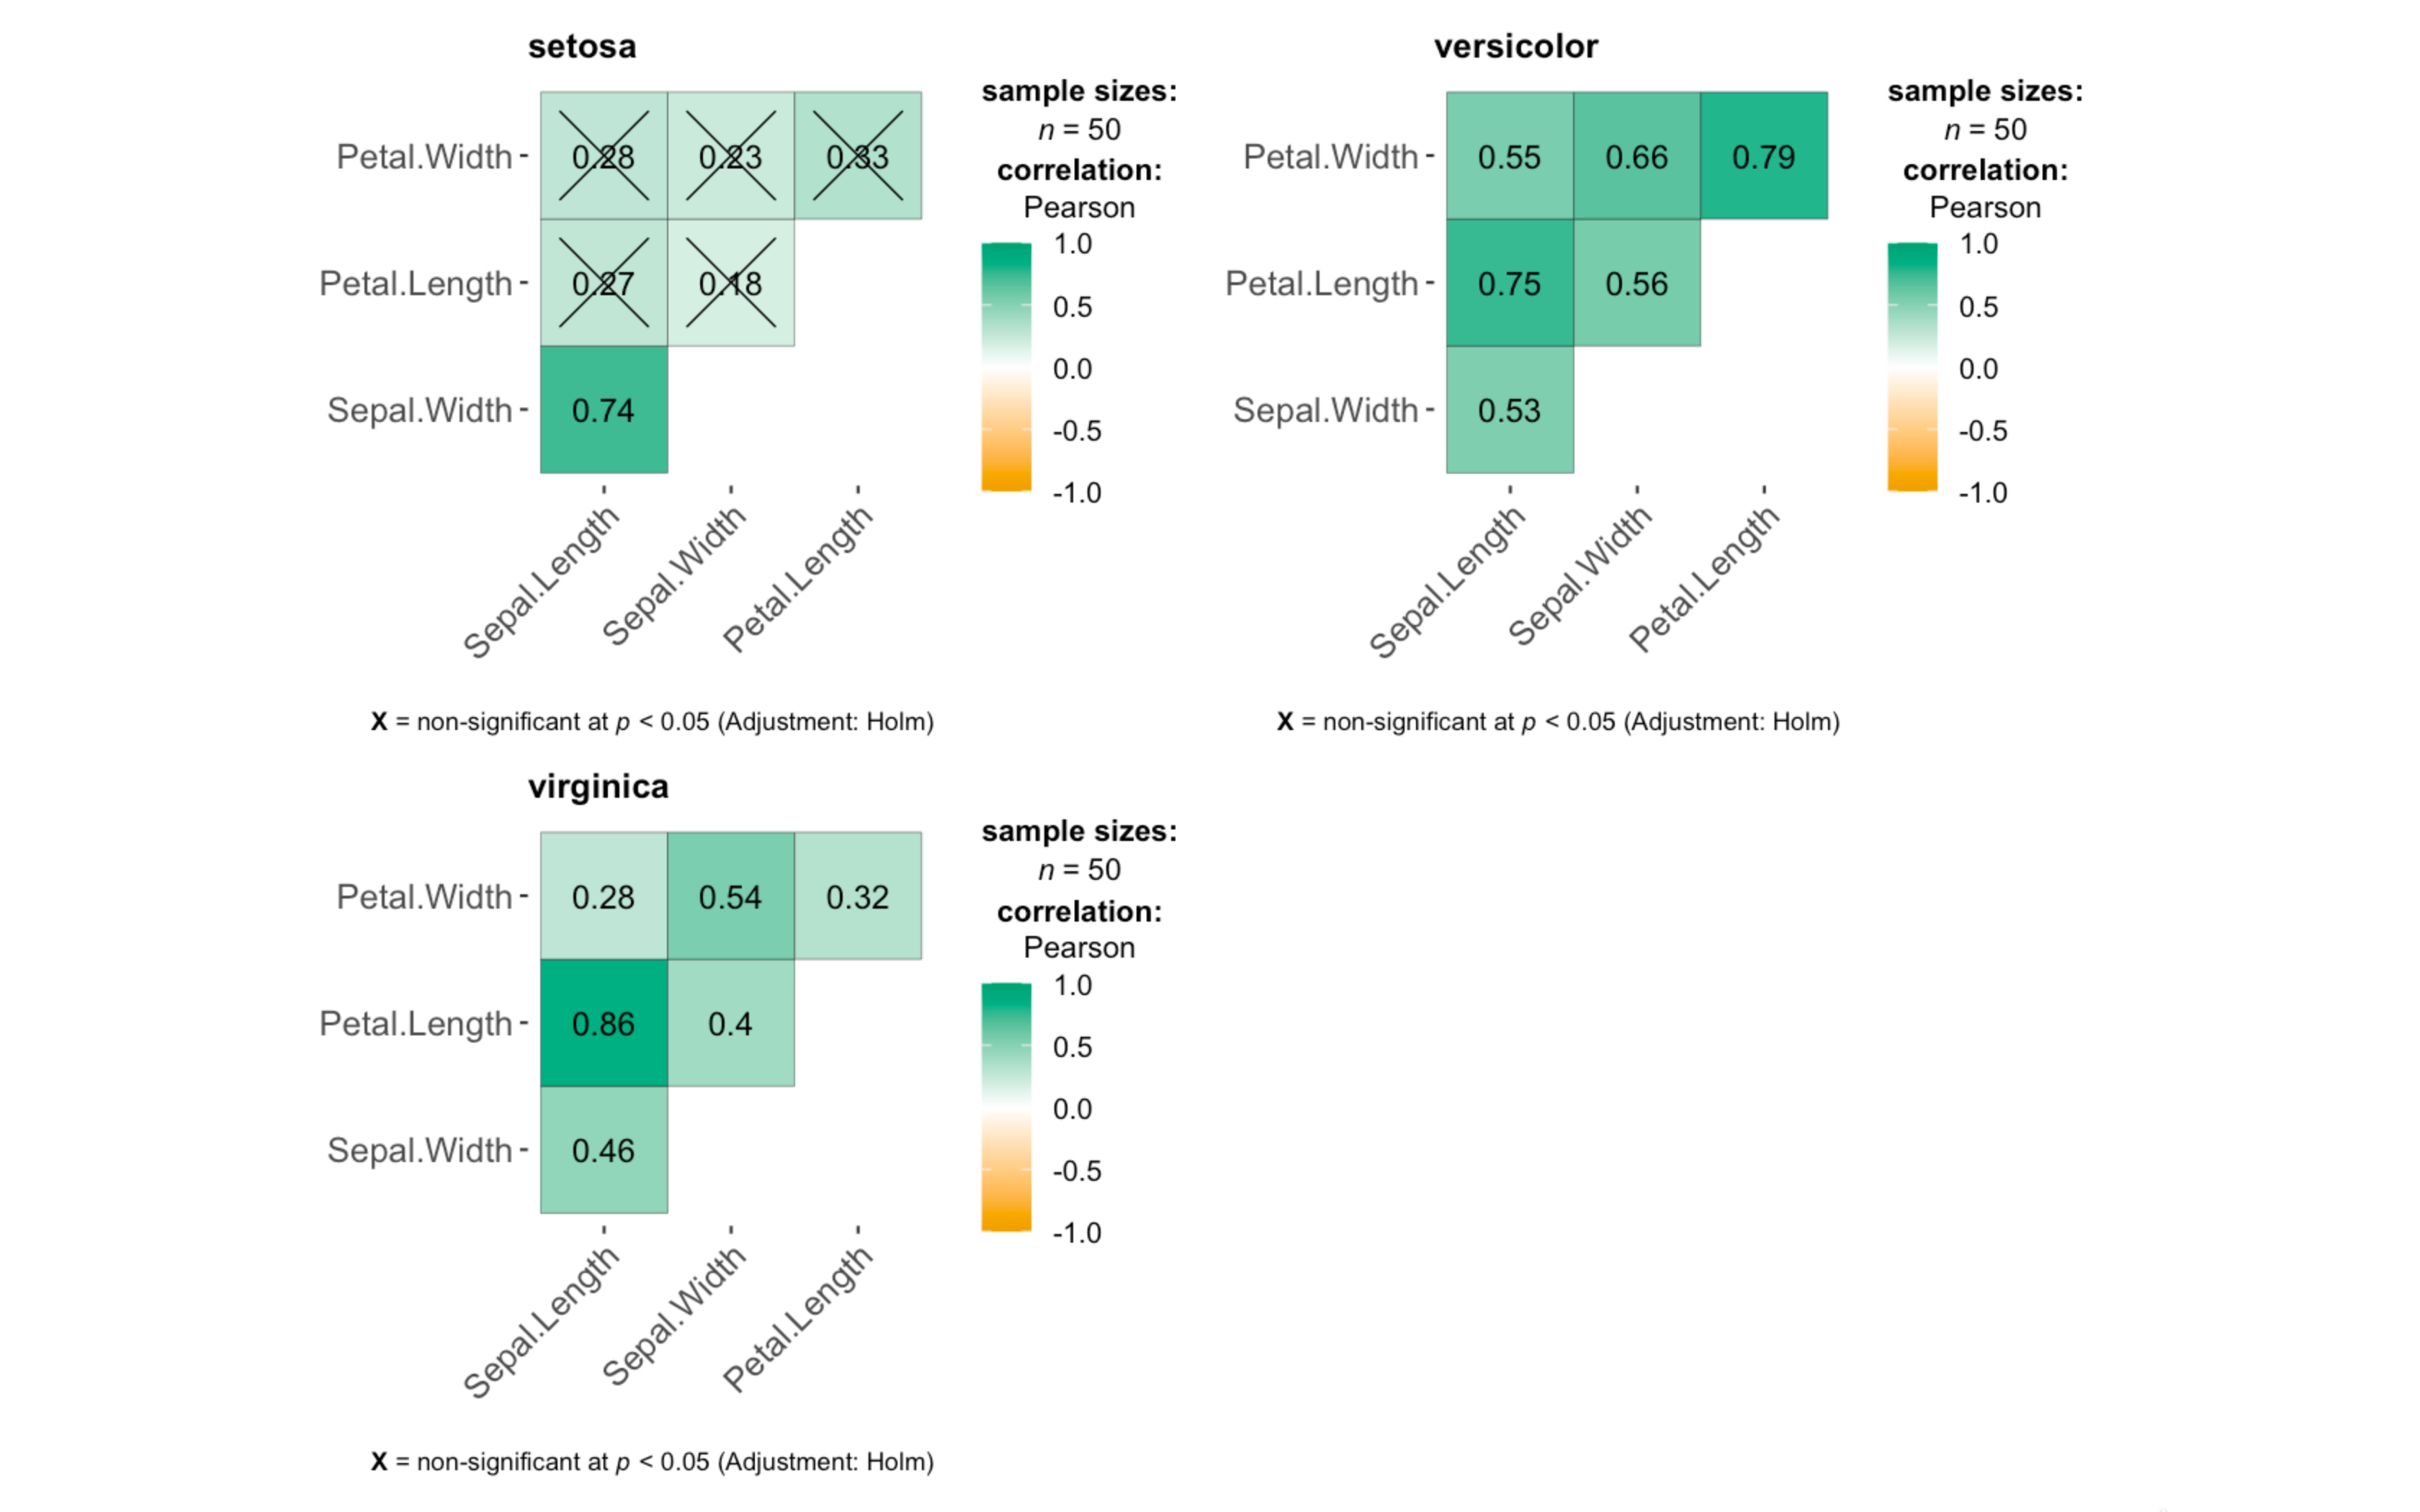 setosa
sample sizes:
n = 50
correlation:
Pearson
1.0
0.5
0.0
-0.5
-1.0
Petal.Width
0.28
0.23
0.33
Petal.Length
0.27
0.18
Sepal.Width
0.74
Sepal.Length
Sepal.Width
Petal.Length
X = non-significant at p < 0.05 (Adjustment: Holm)
versicolor
sample sizes:
n = 50
correlation:
Pearson
1.0
0.5
0.0
-0.5
-1.0
Petal.Width
0.55
0.66
0.79
Petal.Length
0.75
0.56
Sepal.Width
0.53
Sepal.Length
Sepal.Width
Petal.Length
X = non-significant at p < 0.05 (Adjustment: Holm)
virginica
sample sizes:
n = 50
correlation:
Pearson
1.0
0.5
0.0
-0.5
-1.0
Petal.Width
0.28
0.54
0.32
Petal.Length
0.86
0.4
Sepal.Width
0.46
Sepal.Length
Sepal.Width
Petal.Length
X = non-significant at p < 0.05 (Adjustment: Holm)